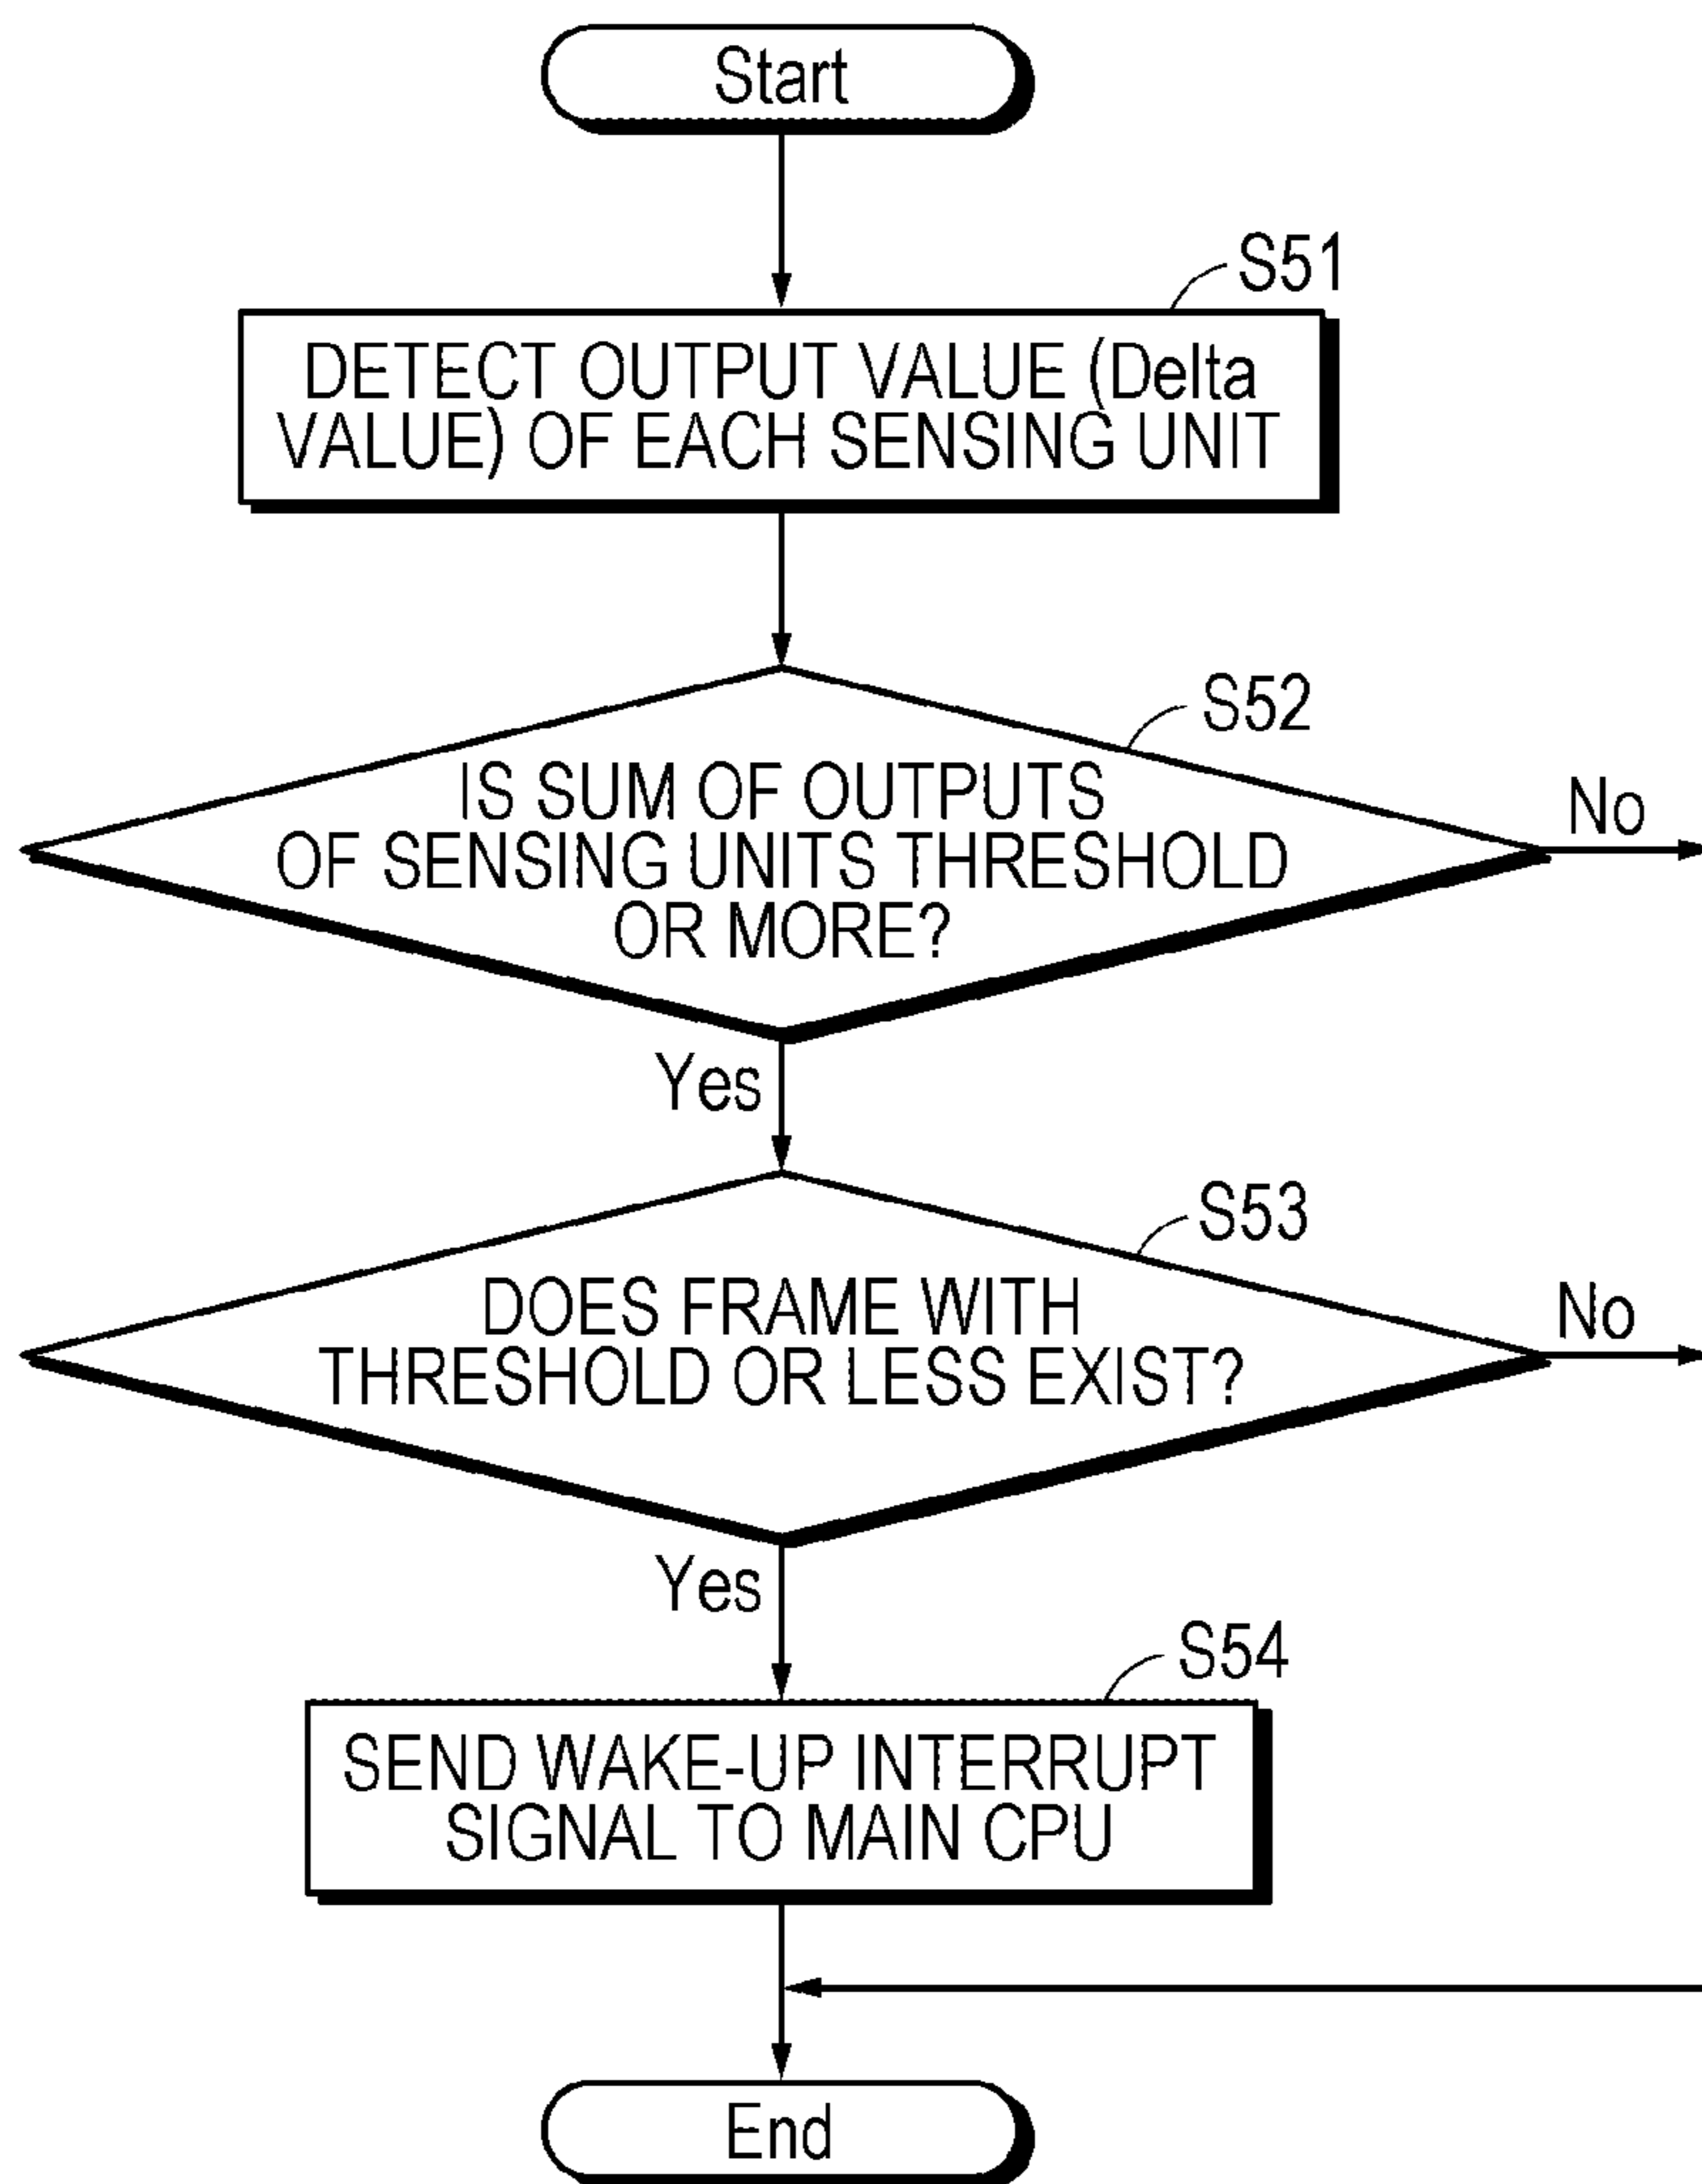 Start
S51
DETECT OUTPUT VALUE (Delta
VALUE) OF EACH SENSING UNIT
S52
IS SUM OF OUTPUTS
OF SENSING UNITS THRESHOLD
OR MORE?
No
Yes
S53
DOES FRAME WITH
THRESHOLD OR LESS EXIST?
No
Yes
S54
SEND WAKE-UP INTERRUPT
SIGNAL TO MAIN CPU
End